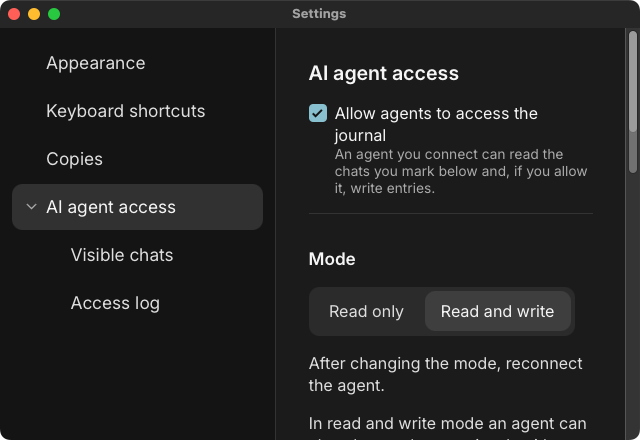 Settings
Appearance
Keyboard shortcuts
Copies
AI agent access
Visible chats
Access log
AI agent access
Allow agents to access the
journal
An agent you connect can read the
chats you mark below and, if you allow
it, write entries.
Mode
Read only
Read and write
After changing the mode, reconnect
the agent.
In read and write mode an agent can